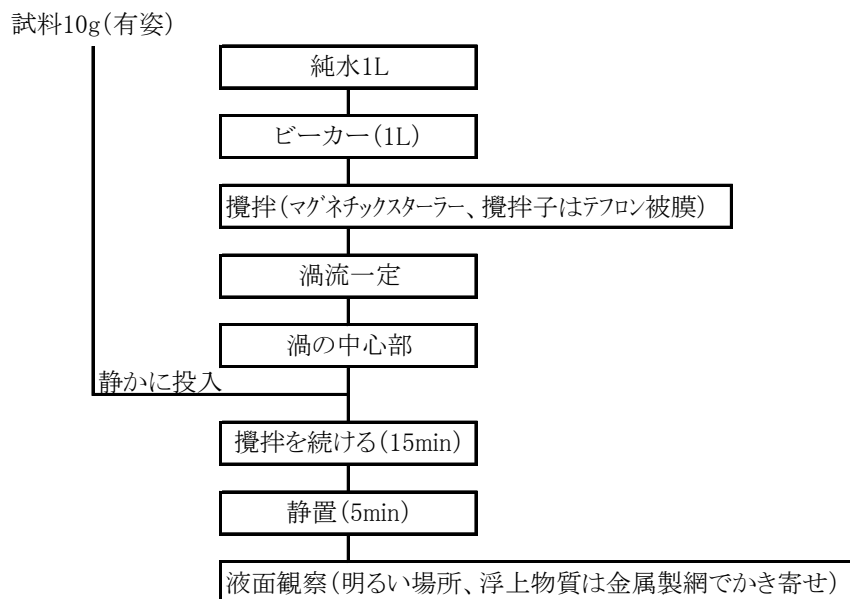 試料10g(有姿)
純水1L
ビーカー(1L)
攪拌(マグネチックスターラー、攪拌子はテフロン被膜)
渦流一定
渦の中心部
静かに投入
攪拌を続ける(15min)
静置(5min)
液面観察(明るい場所、浮上物質は金属製網でかき寄せ)